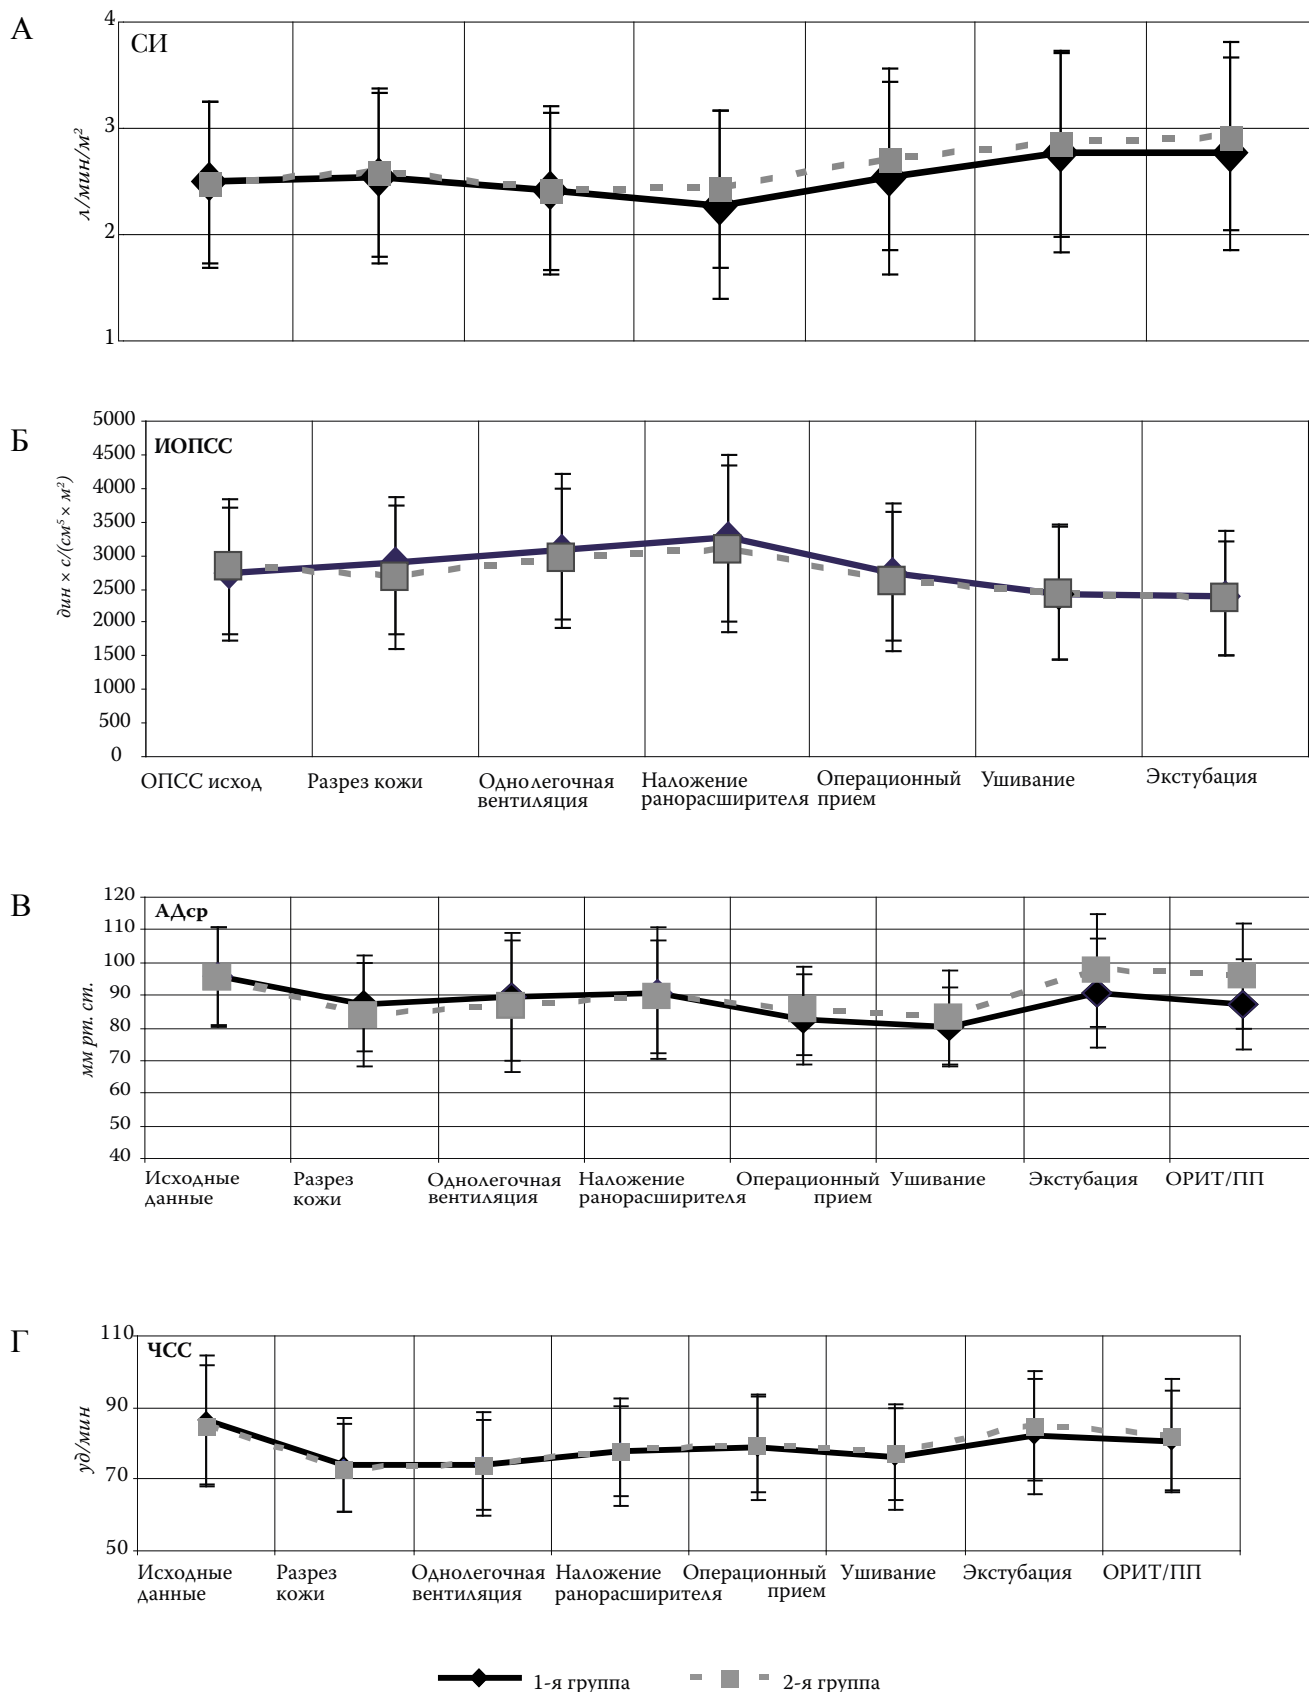 А
СИ
л/мин/м²
4
3
2
1
Б
ИОПСС
дин × с/(см⁵ × м²)
5000
4500
4000
3500
3000
2500
2000
1500
1000
500
0
ОПСС исход
Разрез кожи
Однолегочная
вентиляция
Наложение
ранорасширителя
Операционный
прием
Ушивание
Экстубация
В
АДср
мм рт. ст.
120
110
100
90
80
70
60
50
40
Исходные
данные
Разрез
кожи
Однолегочная
вентиляция
Наложение
ранорасширителя
Операционный
прием
Ушивание
Экстубация
ОРИТ/ПП
Г
ЧСС
уд/мин
110
90
70
50
Исходные
данные
Разрез
кожи
Однолегочная
вентиляция
Наложение
ранорасширителя
Операционный
прием
Ушивание
Экстубация
ОРИТ/ПП
1-я группа
2-я группа